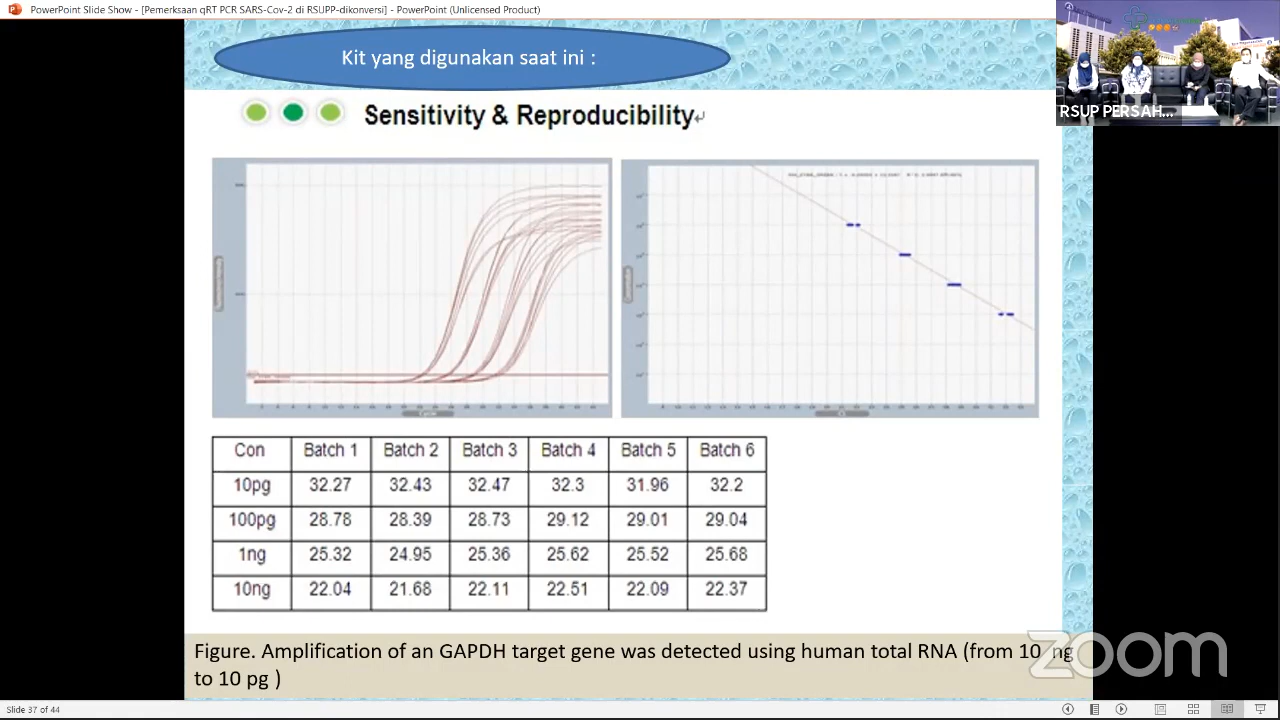 PowerPoint Slide Show - [Pemerksaan qRT PCR SARS-Cov-2 di RSUPP-dikonversi] - PowerPoint (Unlicensed Product)
Kit yang digunakan saat ini :
RSUP PERSAH...
Sensitivity & Reproducibility
Con Batch 1 Batch 2 Batch 3 Batch 4 Batch 5 Batch 6
10pg 32.27 32.43 32.47 32.3 31.96 32.2
100pg 28.78 28.39 28.73 29.12 29.01 29.04
1ng 25.32 24.95 25.36 25.62 25.52 25.68
10ng 22.04 21.68 22.11 22.51 22.09 22.37
Figure. Amplification of an GAPDH target gene was detected using human total RNA (from 10 ng
to 10 pg )
zoom
Slide 37 of 44